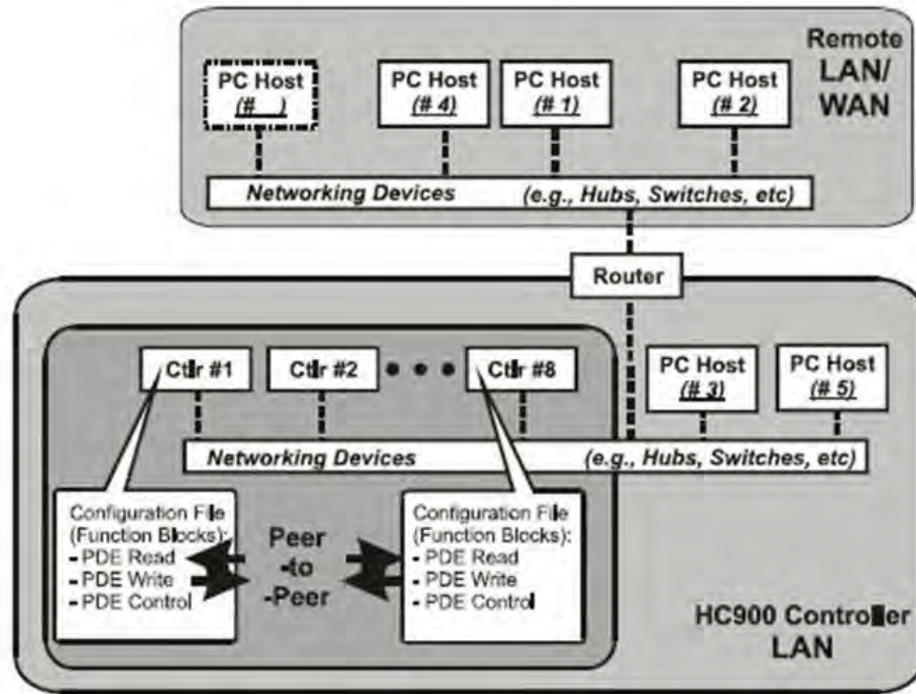 Remote
LAN/
WAN
PC Host
(# __)
PC Host
(# 4)
PC Host
(# 1)
PC Host
(# 2)
Networking Devices (e.g., Hubs, Switches, etc)
Router
Ctlr #1
Ctlr #2
Ctlr #8
PC Host
(# 3)
PC Host
(# 5)
Networking Devices (e.g., Hubs, Switches, etc)
Configuration File
(Function Blocks):
- PDE Read
- PDE Write
- PDE Control
Peer
-to
-Peer
Configuration File
(Function Blocks):
- PDE Read
- PDE Write
- PDE Control
HC900 Controller
LAN